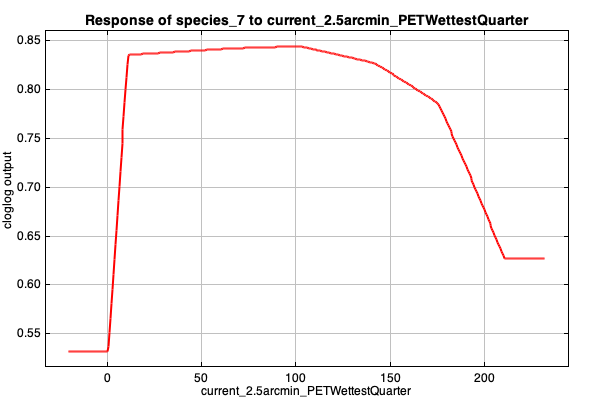 Response of species_7 to current_2.5arcmin_PETWettestQuarter
0.85
0.80
0.75
0.70
0.65
0.60
0.55
cloglog output
0 50 100 150 200
current_2.5arcmin_PETWettestQuarter